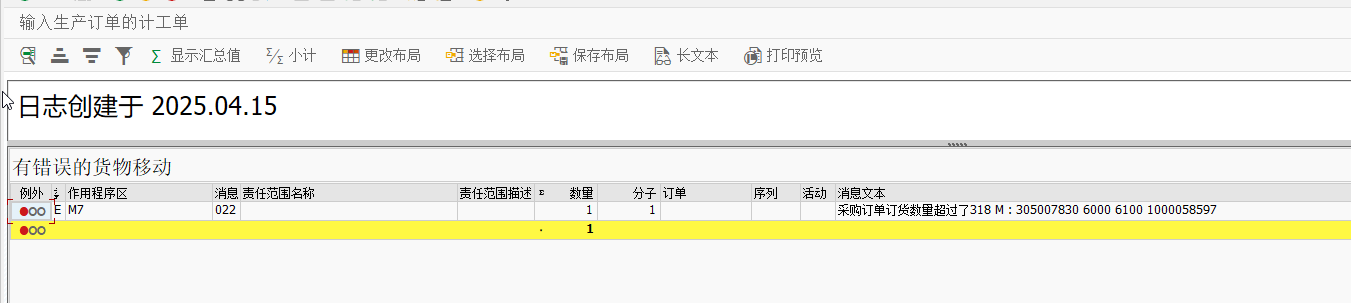 输入生产订单的计工单
显示汇总值 小计 更改布局 选择布局 保存布局 长文本 打印预览
日志创建于 2025.04.15
有错误的货物移动
例外 作用程序区 消息 责任范围名称 责任范围描述 数量 分子 订单 序列 活动 消息文本
E M7 022 1 1 采购订单订货数量超过了318 M：305007830 6000 6100 1000058597
1